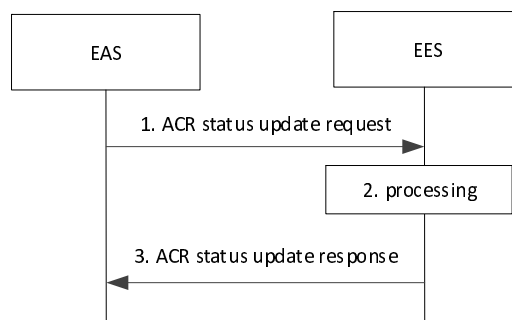 EAS
EES
1. ACR status update request
2. processing
3. ACR status update response